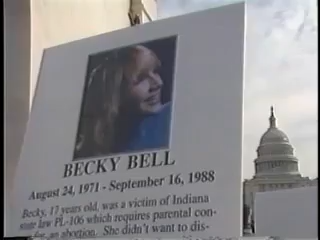 BECKY BELL
August 24, 1971 - September 16, 1988
Becky, 17 years old, was a victim of Indiana
state law PL-106 which requires parental con-
for an abortion. She didn't want to dis-